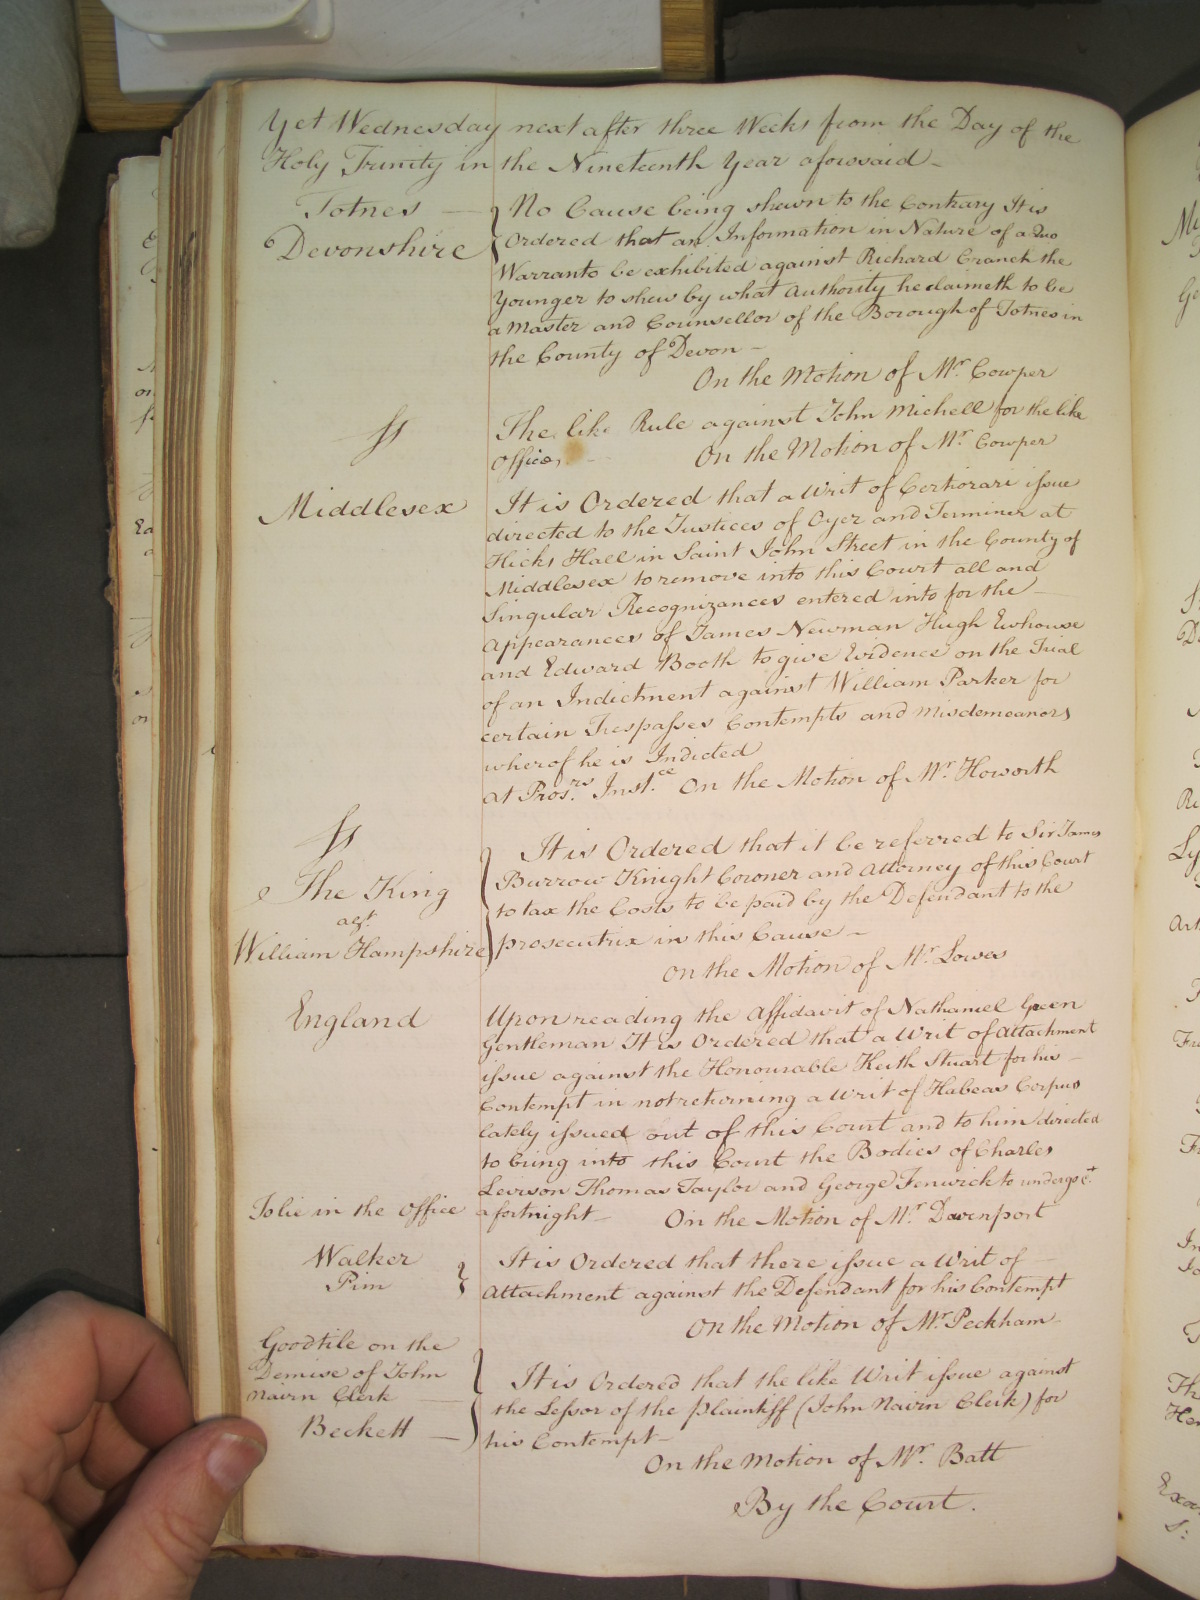 Yet Wednesday next after three Weeks from the Day of the
Holy Trinity in the Nineteenth Year aforesaid
Totnes
Devonshire
No Cause being shewn to the Contrary It is
Ordered that an Information in Nature of a Quo
Warranto be exhibited against Richard Cranch the
Younger to shew by what Authority he claimeth to be
a Master and Counsellor of the Borough of Totnes in
the County of Devon
On the Motion of Mr. Cowper
ss
The like Rule against John Michell for the like
Office,
On the Motion of Mr. Cowper
Middlesex
It is Ordered that a Writ of Certiorari issue
directed to the Justices of Oyer and Terminer at
Hicks Hall in Saint John Street in the County of
Middlesex to remove into this Court all and
Singular Recognizances entered into for the
Appearances of James Newman Hugh Ewhouse
and Edward Booth to give Evidence on the Trial
of an Indictment against William Parker for
certain Trespasses Contempts and Misdemeanors
wherof he is Indicted
At Prosrs. Instce. On the Motion of Mr. Howorth
ss
The King
agt.
William Hampshire
It is Ordered that it be referred to Sir James
Burrow Knight Coroner and Attorney of this Court
to tax the Costs to be paid by the Defendant to the
prosecutrix in this Cause
On the Motion of Mr. Lowes
England
Upon reading the Affidavit of Nathaniel Green
Gentleman It is Ordered that a Writ of Attachment
issue against the Honourable Keith Stuart for his
Contempt in not returning a Writ of Habeas Corpus
lately issued out of this Court and to him directed
to bring into this Court the Bodies of Charles
Levison Thomas Taylor and George Fenwick to undergo &c.
To lie in the Office a fortnight On the Motion of Mr. Davenport
Walker
Pim
It is Ordered that there issue a Writ of
Attachment against the Defendant for his Contempt
On the Motion of Mr. Peckham
Goodtile on the
Demise of John
Nairn Clerk
Beckett
It is Ordered that the like Writ issue against
the Lessor of the plaintiff (John Nairn Clerk) for
his Contempt
On the Motion of Mr. Batt
By the Court.